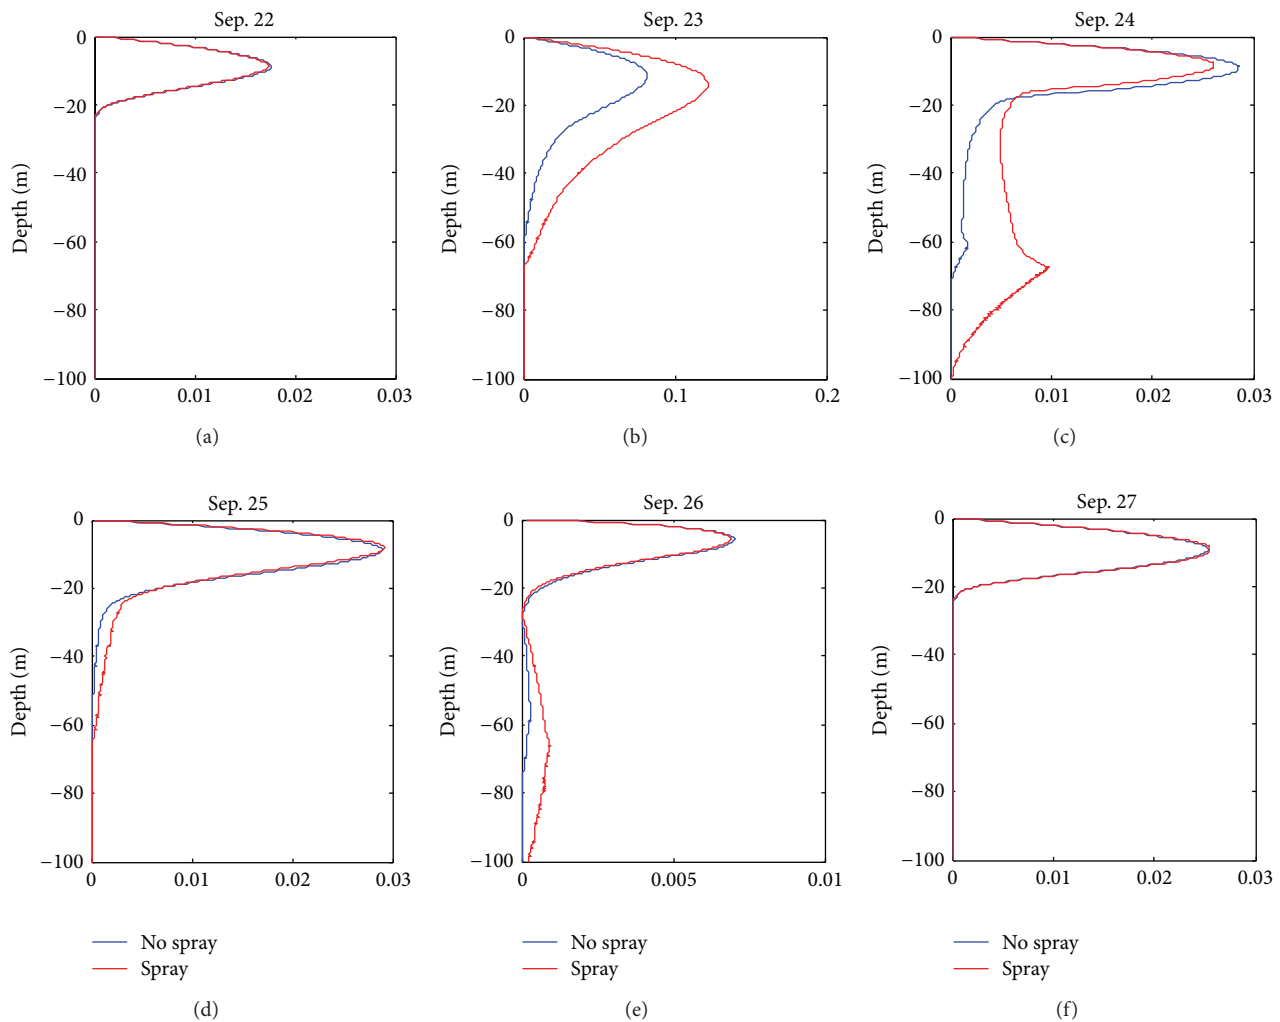 Sep. 22
0
−20
−40
−60
−80
−100
Depth (m)
0 0.01 0.02 0.03
(a)
Sep. 23
0
−20
−40
−60
−80
−100
Depth (m)
0 0.1 0.2
(b)
Sep. 24
0
−20
−40
−60
−80
−100
Depth (m)
0 0.01 0.02 0.03
(c)
Sep. 25
0
−20
−40
−60
−80
−100
Depth (m)
0 0.01 0.02 0.03
No spray
Spray
(d)
Sep. 26
0
−20
−40
−60
−80
−100
Depth (m)
0 0.005 0.01
No spray
Spray
(e)
Sep. 27
0
−20
−40
−60
−80
−100
Depth (m)
0 0.01 0.02 0.03
No spray
Spray
(f)